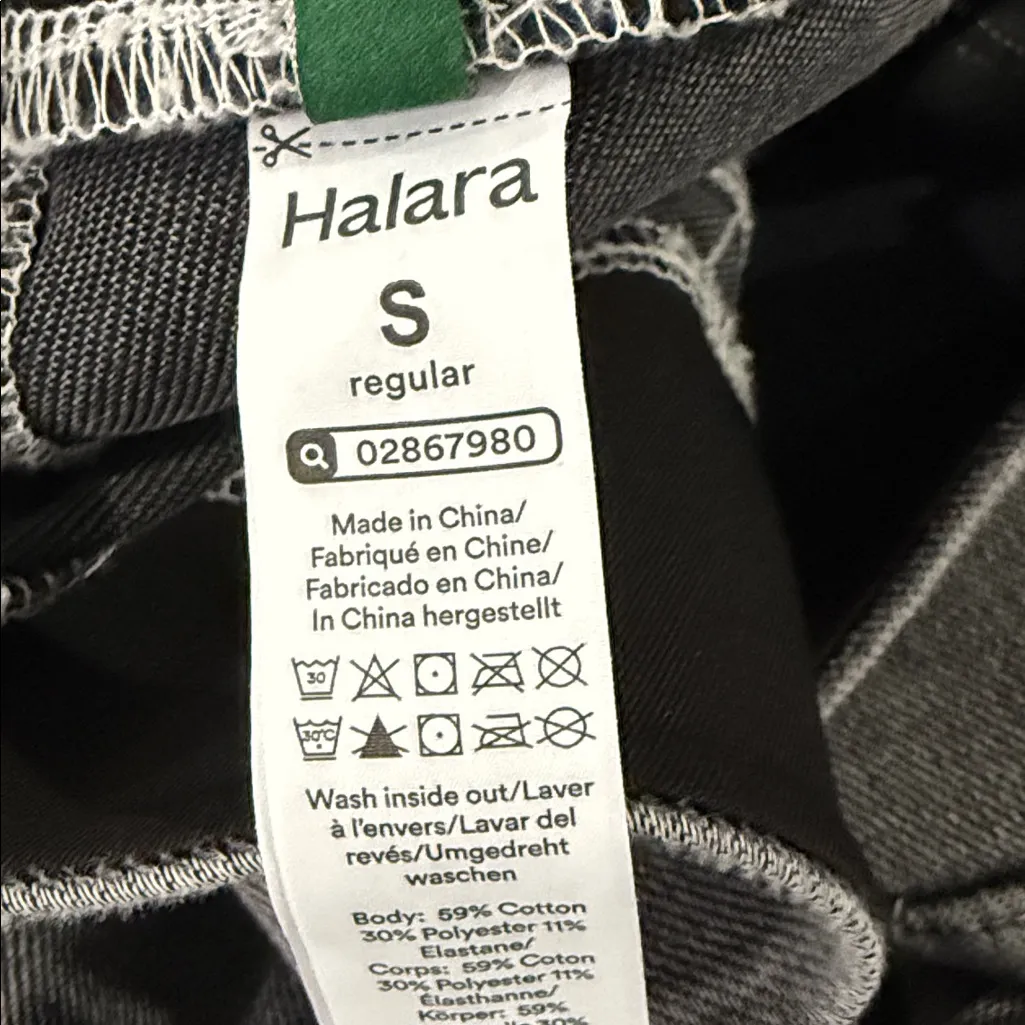 Halara
S
regular
02867980
Made in China/
Fabriqué en Chine/
Fabricado en China/
In China hergestellt
30
30°C
Wash inside out/Laver
à l'envers/Lavar del
revés/Umgedreht
waschen
Body: 59% Cotton
30% Polyester 11%
Elastane/
Corps: 59% Coton
30% Polyester 11%
Élasthanne/
Körper: 59%
30%